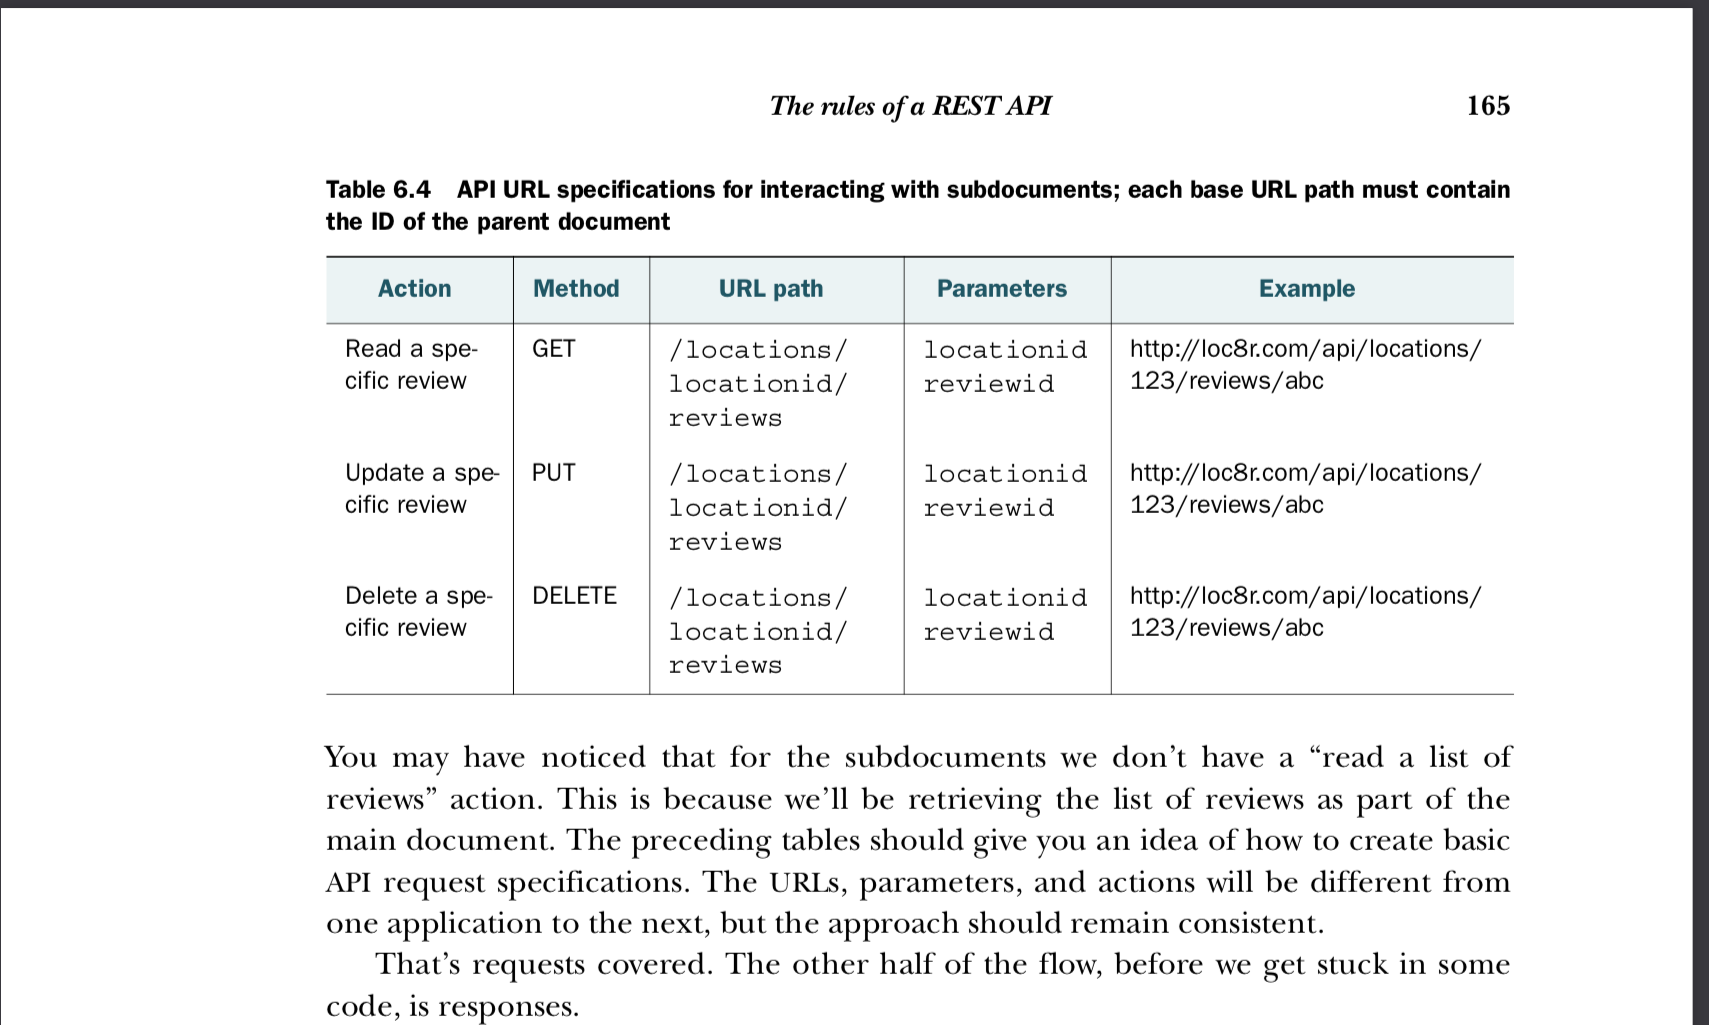 The rules of a REST API 165
Table 6.4 API URL specifications for interacting with subdocuments; each base URL path must contain
the ID of the parent document
Action Method URL path Parameters Example
Read a spe- GET /locations/ locationid http://loc8r.com/api/locations/
cific review locationid/ reviewid 123/reviews/abc
reviews
Update a spe- PUT /locations/ locationid http://loc8r.com/api/locations/
cific review locationid/ reviewid 123/reviews/abc
reviews
Delete a spe- DELETE /locations/ locationid http://loc8r.com/api/locations/
cific review locationid/ reviewid 123/reviews/abc
reviews
You may have noticed that for the subdocuments we don’t have a “read a list of
reviews” action. This is because we’ll be retrieving the list of reviews as part of the
main document. The preceding tables should give you an idea of how to create basic
API request specifications. The URLs, parameters, and actions will be different from
one application to the next, but the approach should remain consistent.
That’s requests covered. The other half of the flow, before we get stuck in some
code, is responses.